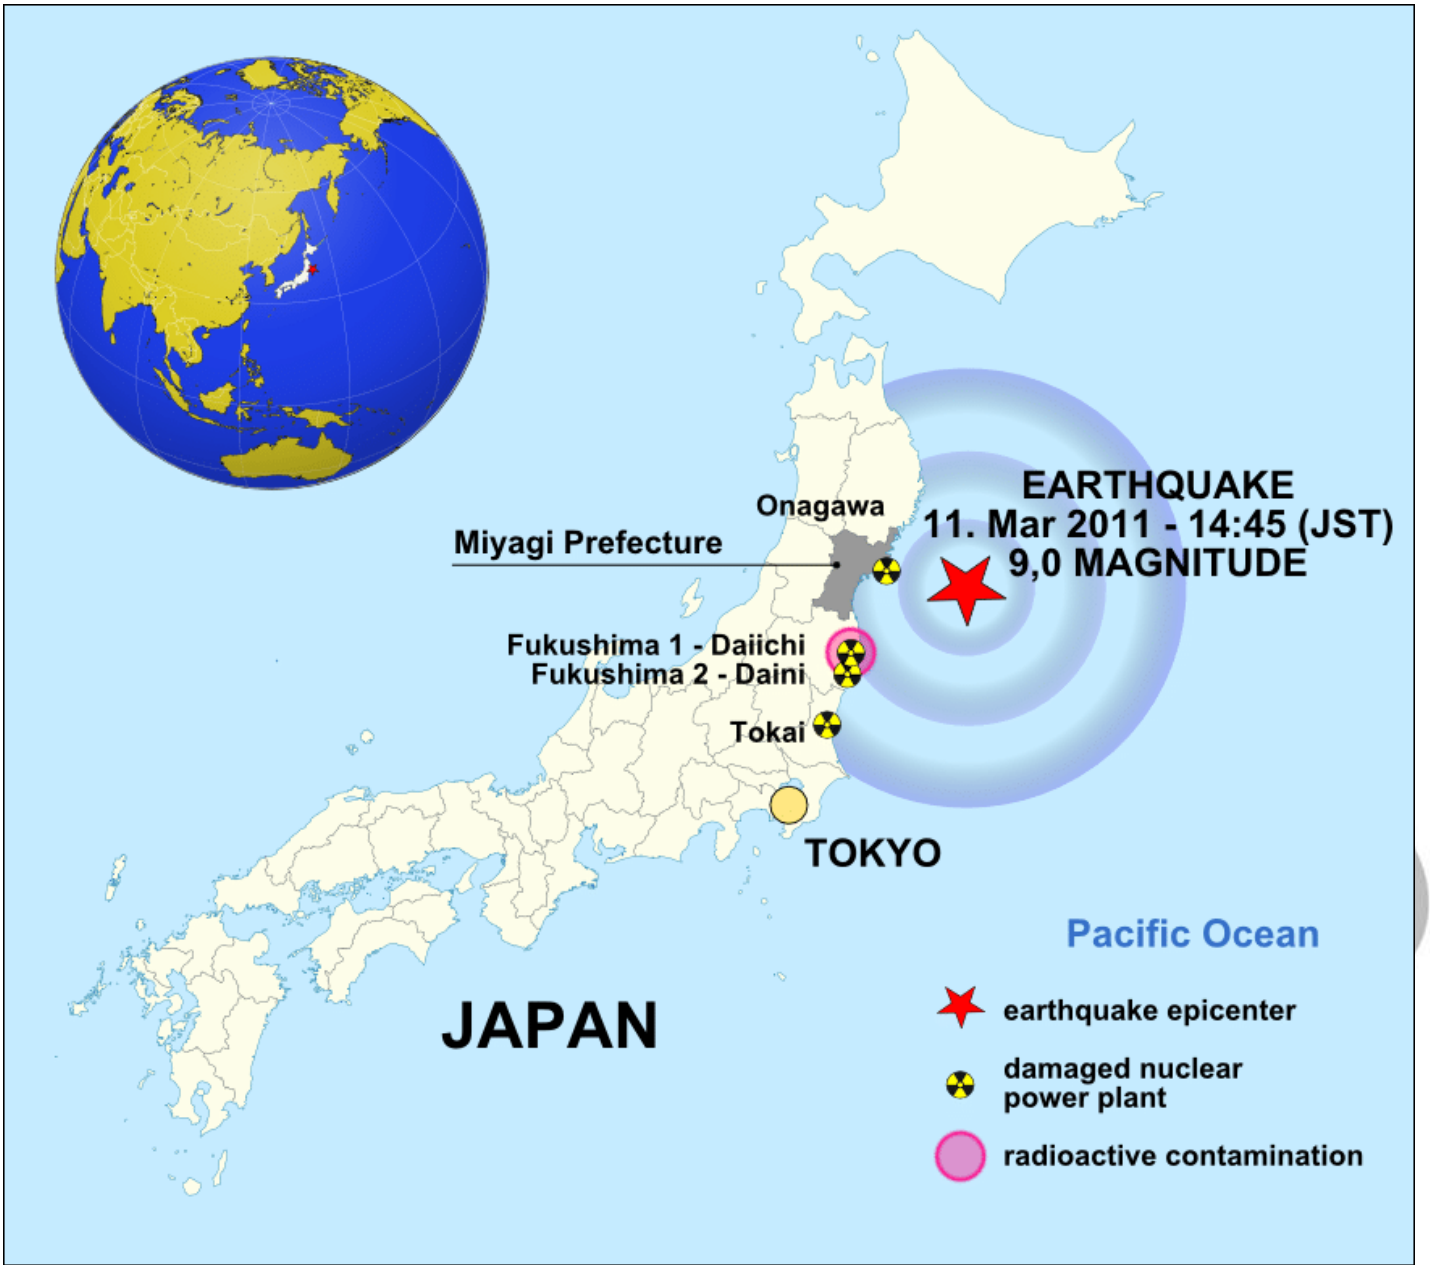 EARTHQUAKE
11. Mar 2011 - 14:45 (JST)
9,0 MAGNITUDE
Onagawa
Miyagi Prefecture
Fukushima 1 - Daiichi
Fukushima 2 - Daini
Tokai
TOKYO
Pacific Ocean
JAPAN
earthquake epicenter
damaged nuclear
power plant
radioactive contamination